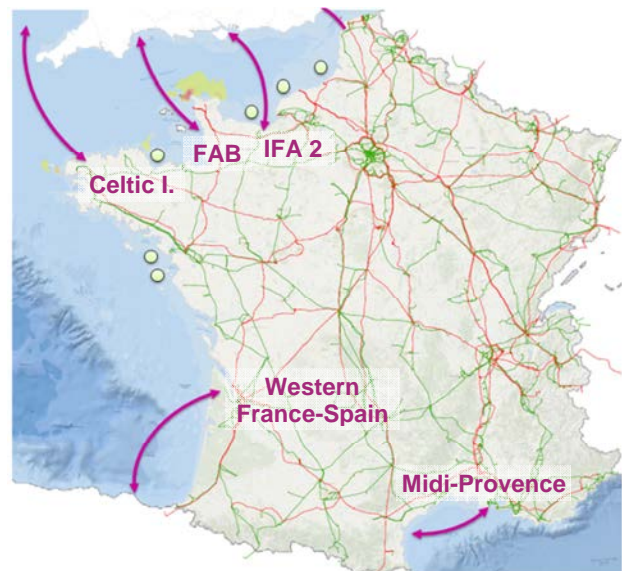 FAB
IFA 2
Celtic I.
Western
France-Spain
Midi-Provence